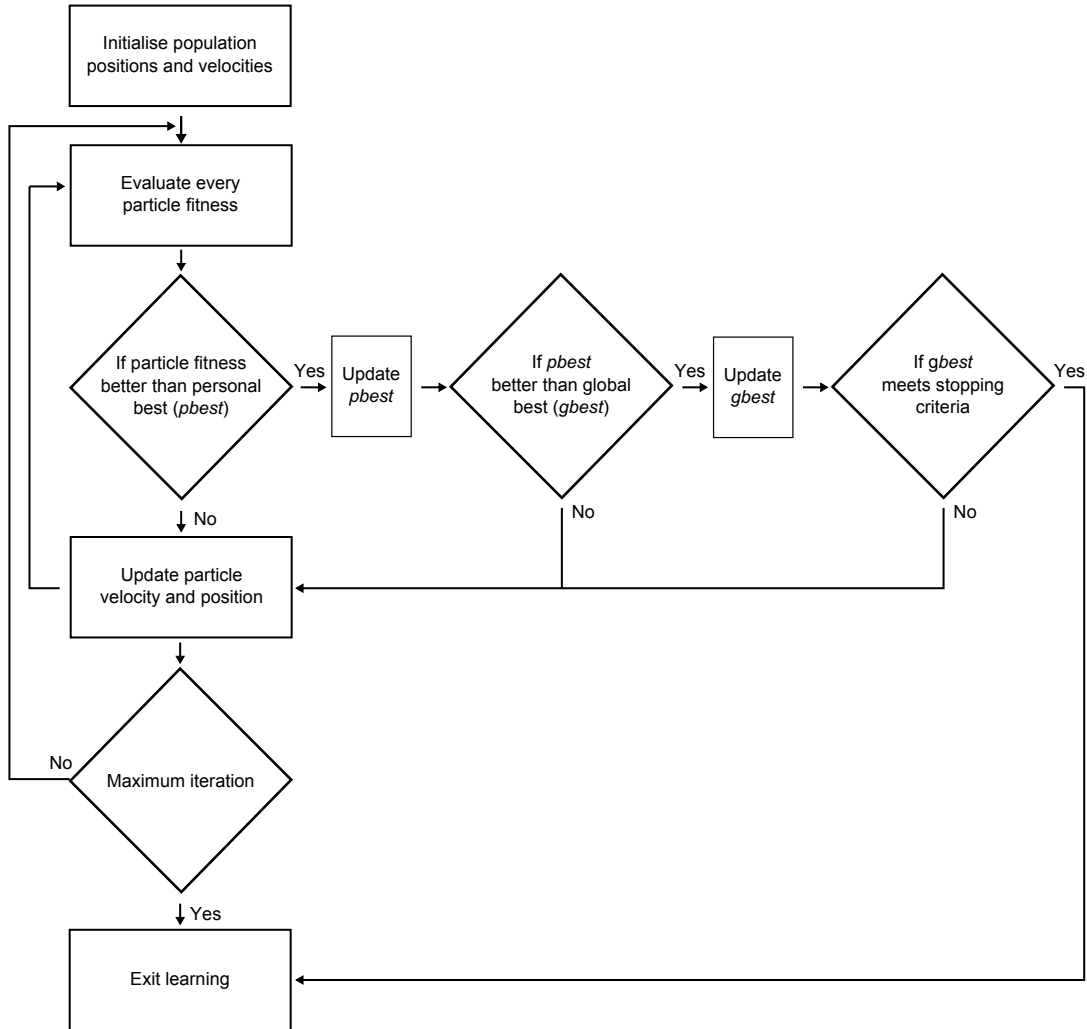 Initialise population
positions and velocities
Evaluate every
particle fitness
If particle fitness
better than personal
best (pbest)
Yes
Update
pbest
If pbest
better than global
best (gbest)
Yes
Update
gbest
If gbest
meets stopping
criteria
Yes
No
No
No
Update particle
velocity and position
No
Maximum iteration
Yes
Exit learning